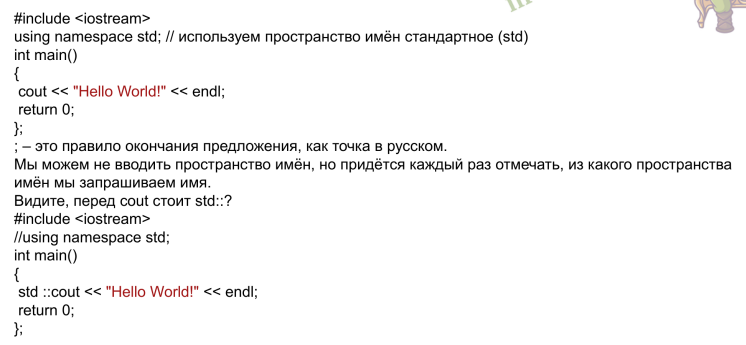 #include <iostream>
using namespace std; // используем пространство имён стандартное (std)
int main()
{
cout << "Hello World!" << endl;
return 0;
};
; – это правило окончания предложения, как точка в русском.
Мы можем не вводить пространство имён, но придётся каждый раз отмечать, из какого пространства
имён мы запрашиваем имя.
Видите, перед cout стоит std::?
#include <iostream>
//using namespace std;
int main()
{
std ::cout << "Hello World!" << endl;
return 0;
};